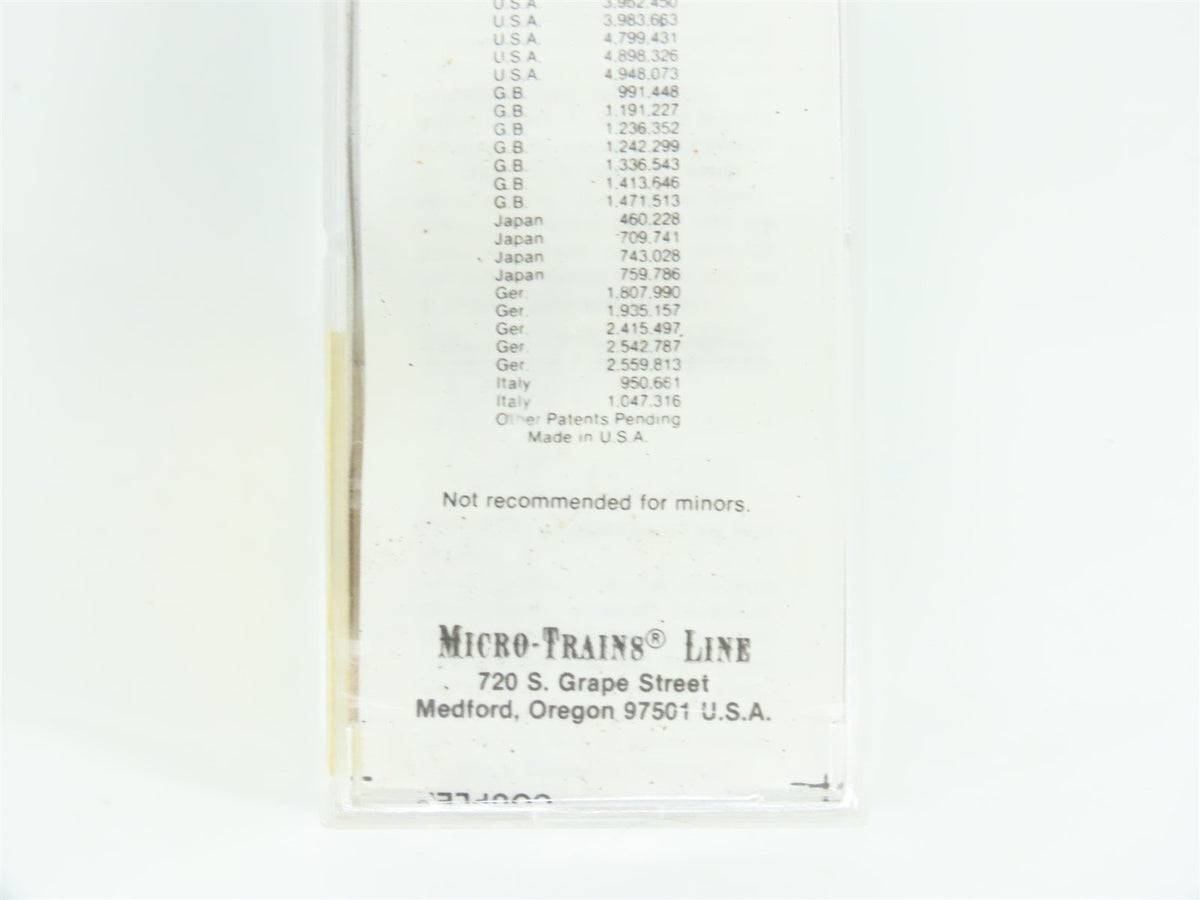 U.S.A. 3.952.450
U.S.A. 3.983.663
U.S.A. 4.799.431
U.S.A. 4.898.326
U.S.A. 4.948.073
G.B. 991.448
G.B. 1.191.227
G.B. 1.236.352
G.B. 1.242.299
G.B. 1.336.543
G.B. 1.413.646
G.B. 1.471.513
Japan 460.228
Japan 709.741
Japan 743.028
Japan 759.786
Ger. 1.807.990
Ger. 1.935.157
Ger. 2.415.497
Ger. 2.542.787
Ger. 2.559.813
Italy 950.661
Italy 1.047.316
Other Patents Pending
Made in U.S.A.
Not recommended for minors.
MICRO-TRAINS® LINE
720 S. Grape Street
Medford, Oregon 97501 U.S.A.